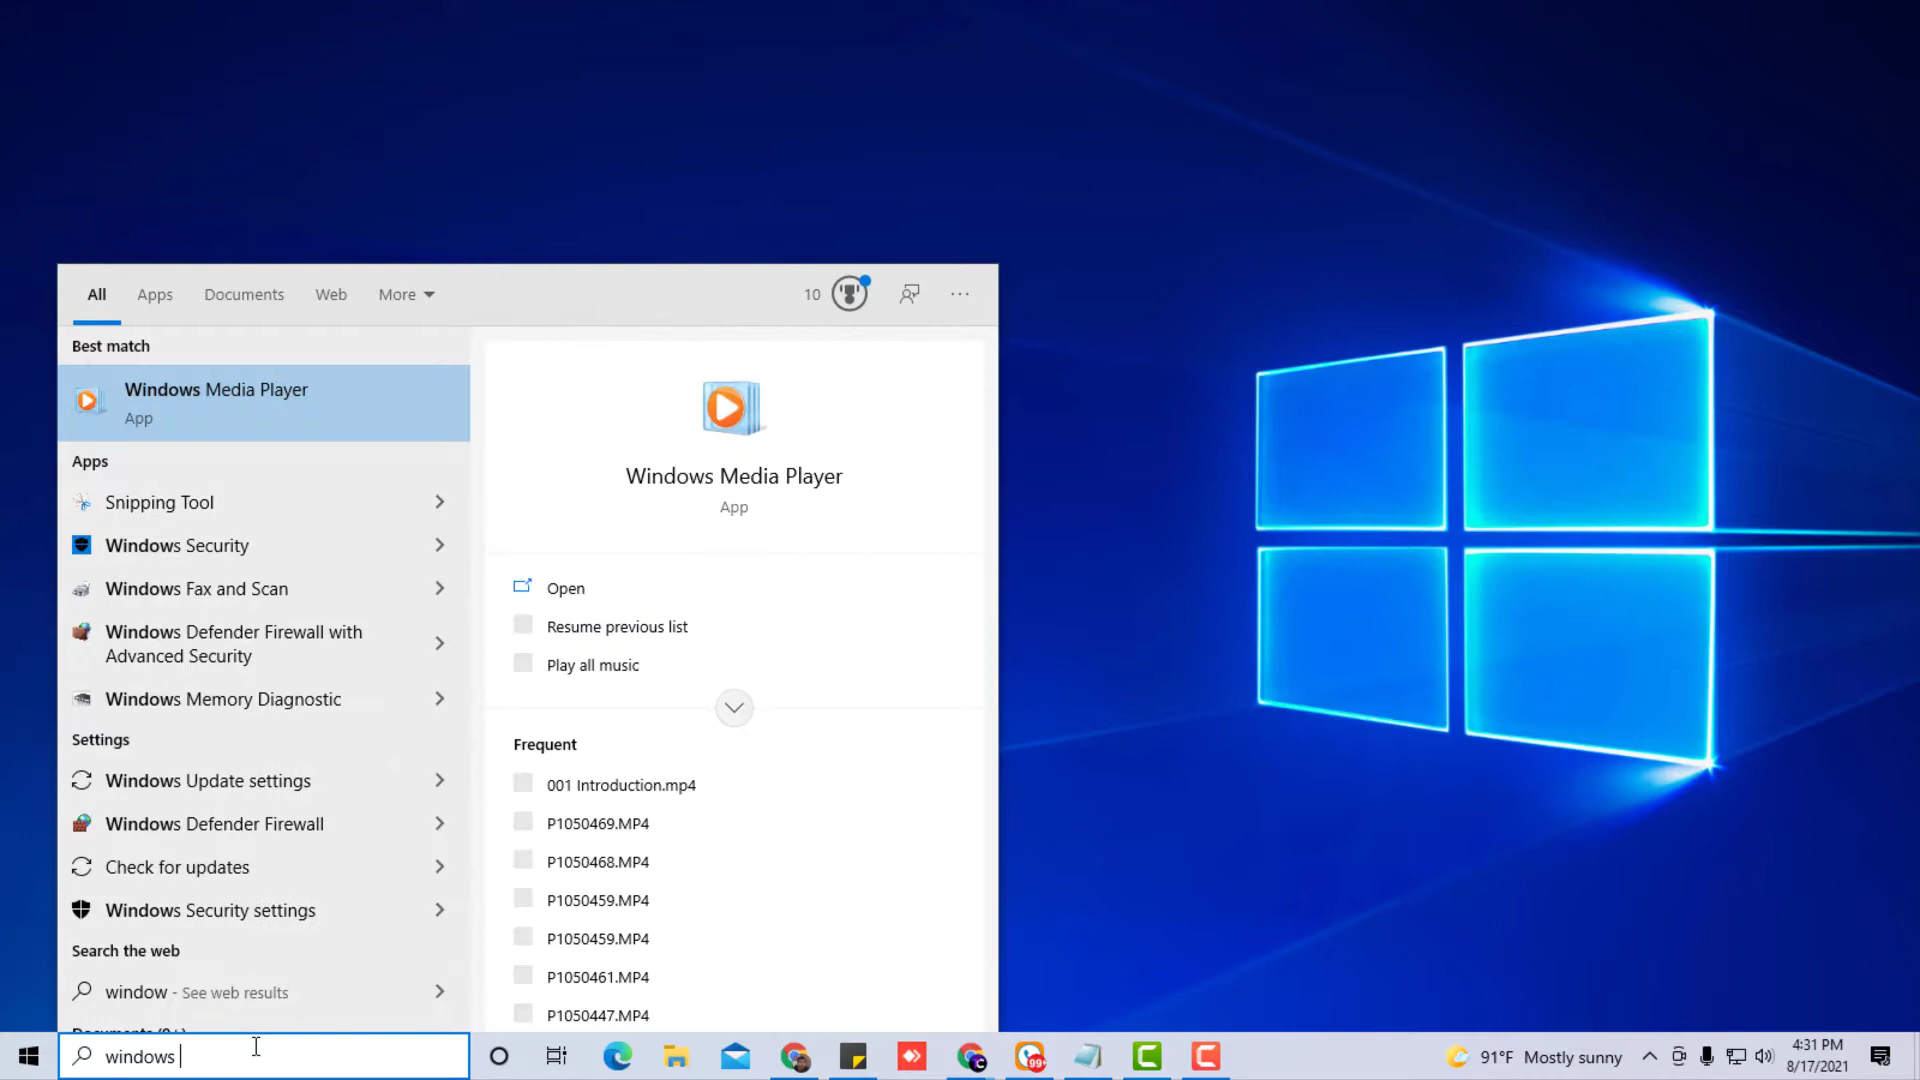 All Apps Documents Web More 10 ...
Best match
Windows Media Player
App
Apps
Snipping Tool
Windows Security
Windows Fax and Scan
Windows Defender Firewall with
Advanced Security
Windows Memory Diagnostic
Settings
Windows Update settings
Windows Defender Firewall
Check for updates
Windows Security settings
Search the web
window - See web results
Windows Media Player
App
Open
Resume previous list
Play all music
Frequent
001 Introduction.mp4
P1050469.MP4
P1050468.MP4
P1050459.MP4
P1050459.MP4
P1050461.MP4
P1050447.MP4
windows
99+
91°F Mostly sunny
4:31 PM
8/17/2021